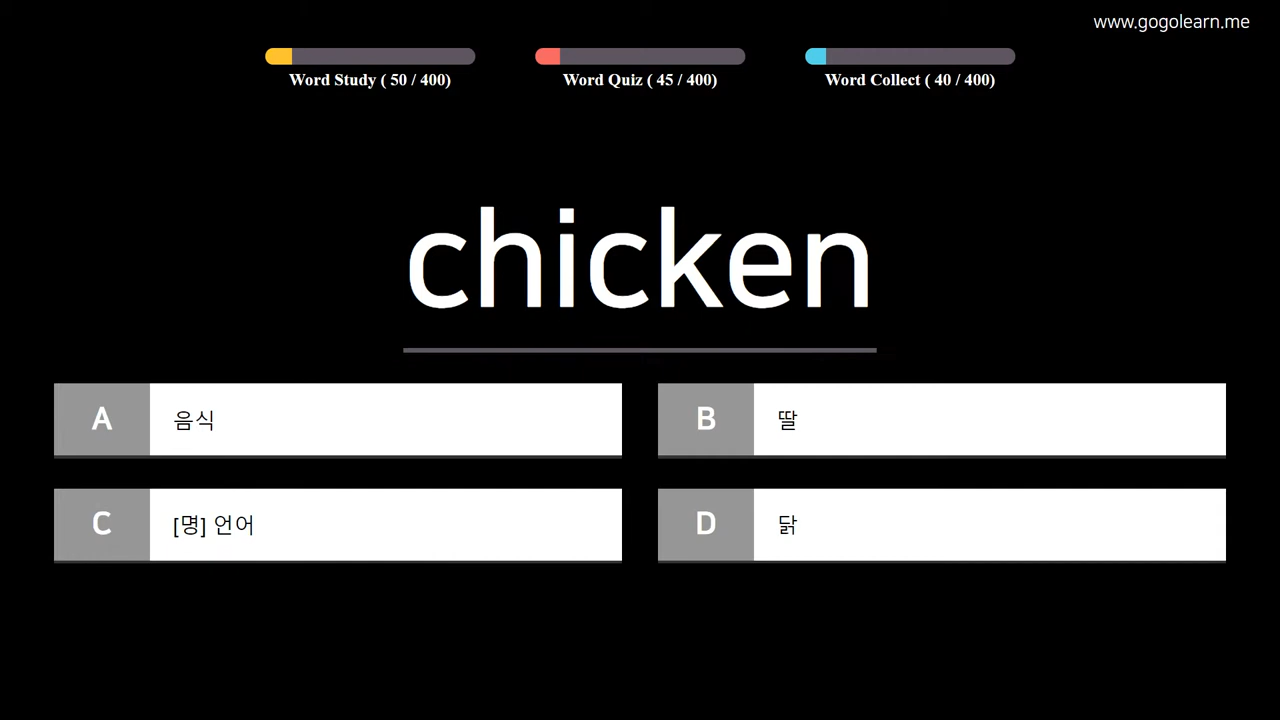 www.gogolearn.me
Word Study ( 50 / 400)
Word Quiz ( 45 / 400)
Word Collect ( 40 / 400)
chicken
A 음식
B 딸
C [명] 언어
D 닭